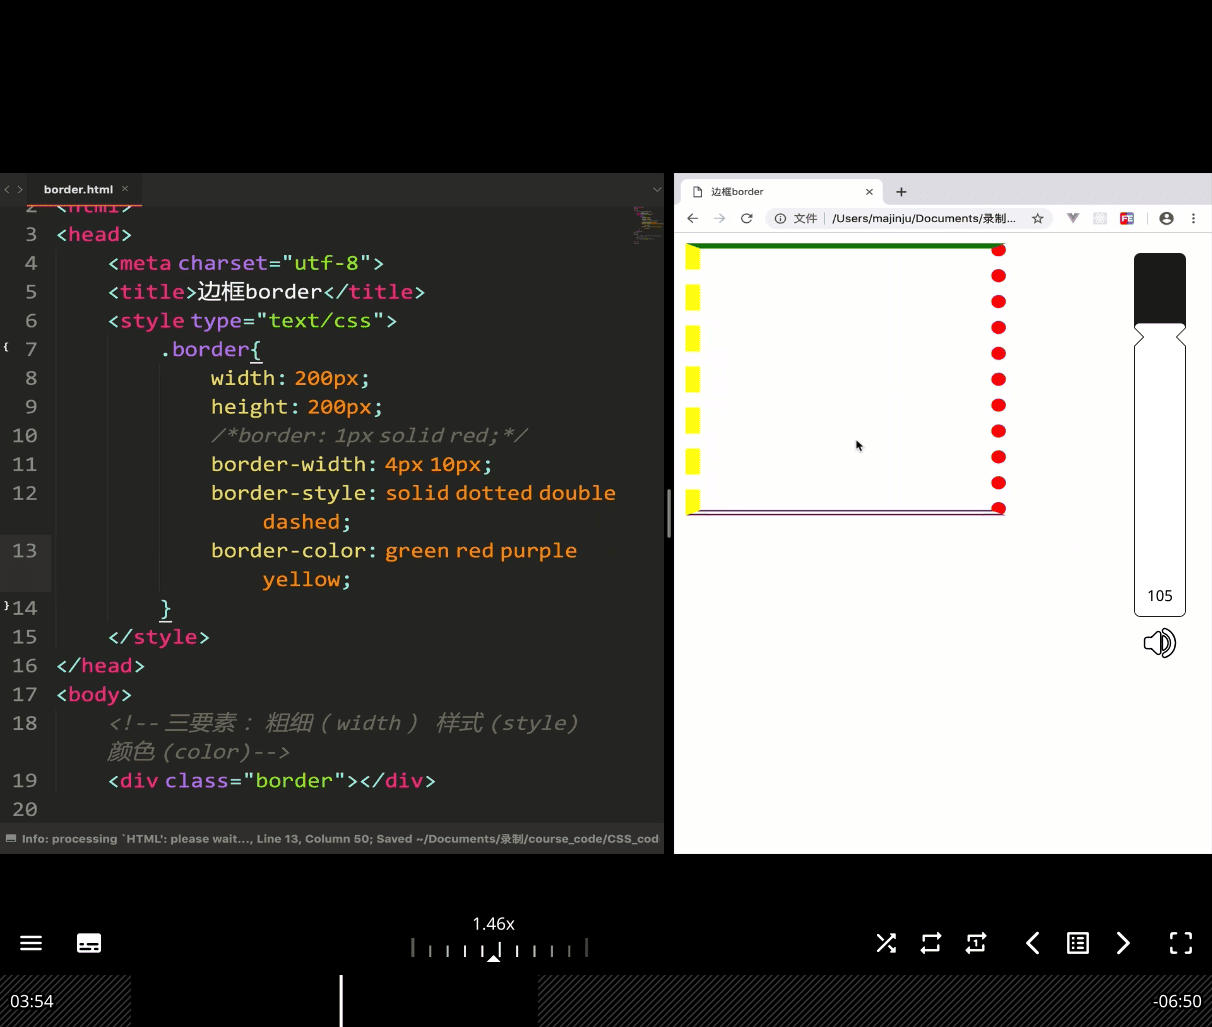 border.html ×
2 <html>
3 <head>
4 <meta charset="utf-8">
5 <title>边框border</title>
6 <style type="text/css">
{ 7 .border{
8 width: 200px;
9 height: 200px;
10 /*border: 1px solid red;*/
11 border-width: 4px 10px;
12 border-style: solid dotted double
dashed;
13 border-color: green red purple
yellow;
} 14 }
15 </style>
16 </head>
17 <body>
18 <!-- 三要素： 粗细 ( width ) 样式 (style)
颜色 (color)-->
19 <div class="border"></div>
20
Info: processing `HTML': please wait..., Line 13, Column 50; Saved ~/Documents/录制/course_code/CSS_cod
边框border × +
文件 /Users/majinju/Documents/录制...
FE
105
1.46x
1
03:54
-06:50